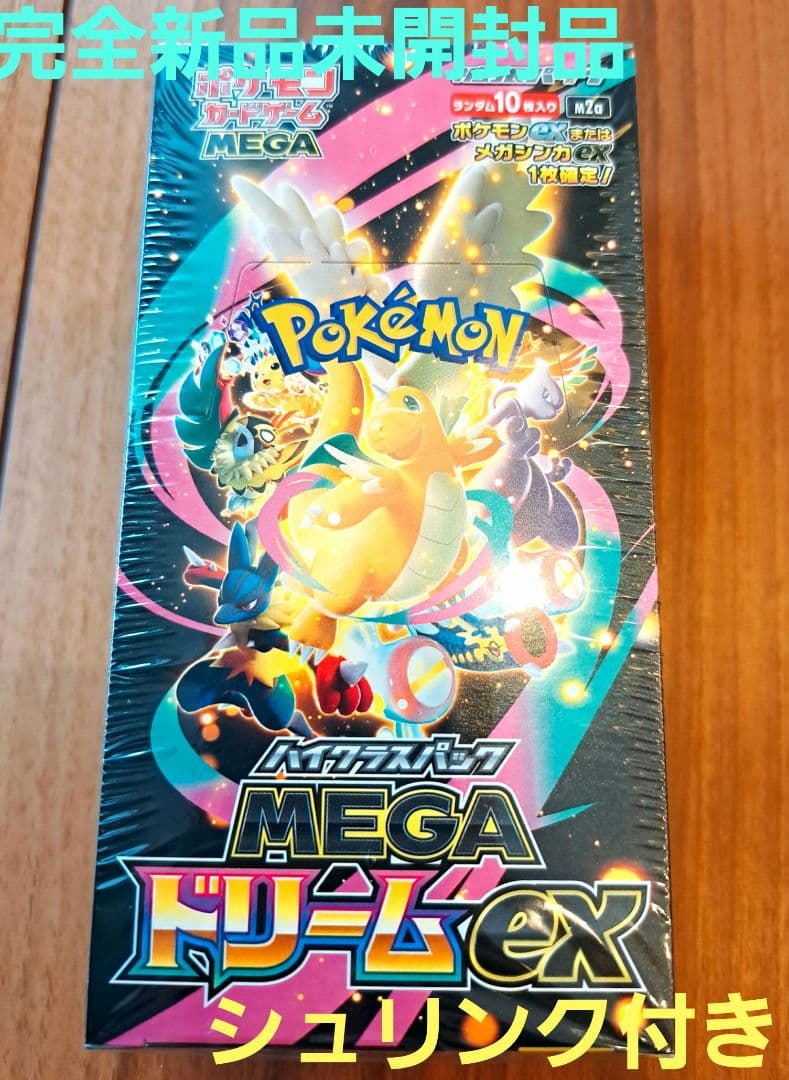 完全新品未開封品
ポケモン
カードゲーム
MEGA
ランダム10枚入り M2a
ポケモンexまたは
メガシンカex
1枚確定!
POKéMON
ハイクラスパック
MEGA
ドリームex
シュリンク付き